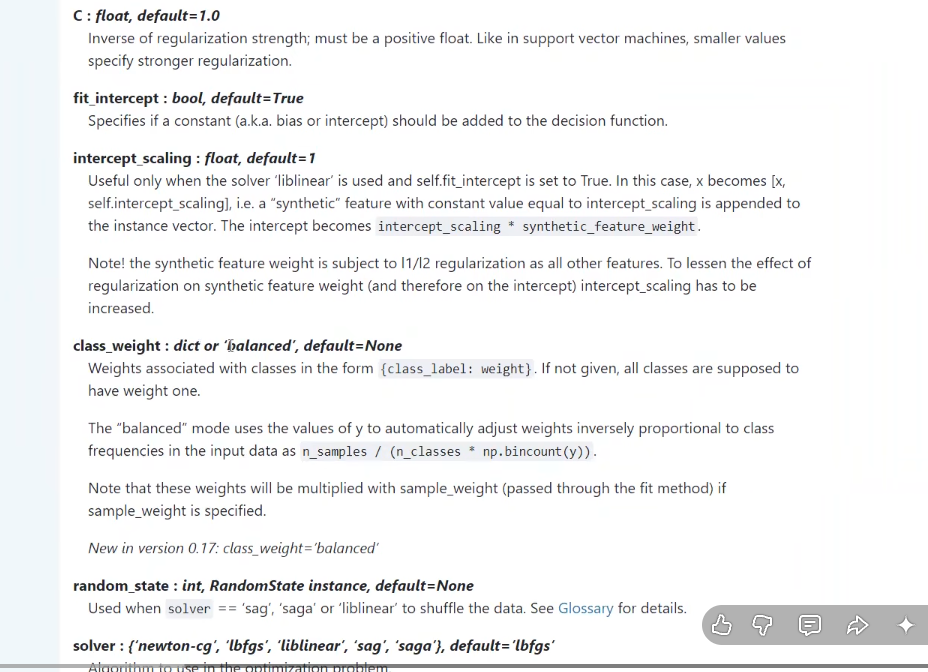 C : float, default=1.0
Inverse of regularization strength; must be a positive float. Like in support vector machines, smaller values
specify stronger regularization.
fit_intercept : bool, default=True
Specifies if a constant (a.k.a. bias or intercept) should be added to the decision function.
intercept_scaling : float, default=1
Useful only when the solver ‘liblinear’ is used and self.fit_intercept is set to True. In this case, x becomes [x,
self.intercept_scaling], i.e. a “synthetic” feature with constant value equal to intercept_scaling is appended to
the instance vector. The intercept becomes intercept_scaling * synthetic_feature_weight.
Note! the synthetic feature weight is subject to l1/l2 regularization as all other features. To lessen the effect of
regularization on synthetic feature weight (and therefore on the intercept) intercept_scaling has to be
increased.
class_weight : dict or ‘balanced’, default=None
Weights associated with classes in the form {class_label: weight}. If not given, all classes are supposed to
have weight one.
The “balanced” mode uses the values of y to automatically adjust weights inversely proportional to class
frequencies in the input data as n_samples / (n_classes * np.bincount(y)).
Note that these weights will be multiplied with sample_weight (passed through the fit method) if
sample_weight is specified.
New in version 0.17: class_weight=’balanced’
random_state : int, RandomState instance, default=None
Used when solver == ‘sag’, ‘saga’ or ‘liblinear’ to shuffle the data. See Glossary for details.
solver : {‘newton-cg’, ‘lbfgs’, ‘liblinear’, ‘sag’, ‘saga’}, default=’lbfgs’
Algorithm to use in the optimization problem.